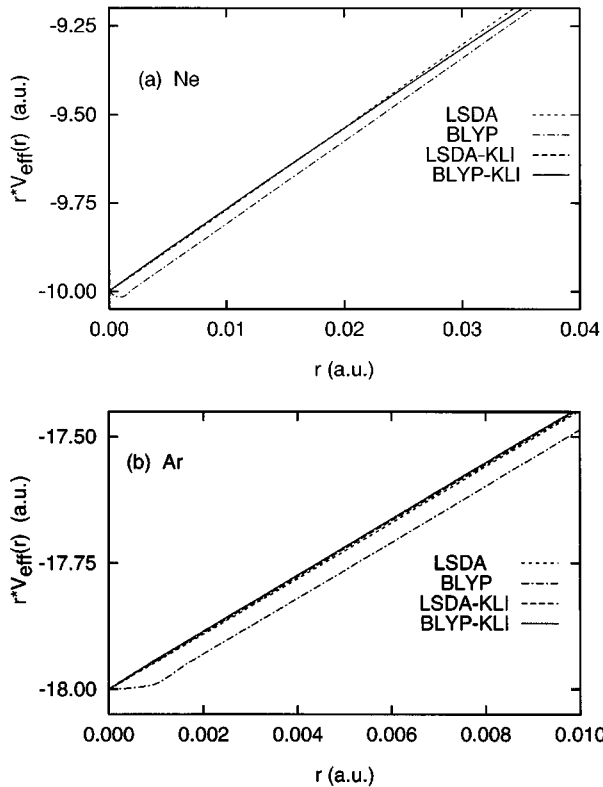 -9.25
-9.50
-9.75
-10.00
r*Veff(r) (a.u.)
(a) Ne
LSDA
BLYP
LSDA-KLI
BLYP-KLI
0.00 0.01 0.02 0.03 0.04
r (a.u.)
-17.50
-17.75
-18.00
r*Veff(r) (a.u.)
(b) Ar
LSDA
BLYP
LSDA-KLI
BLYP-KLI
0.000 0.002 0.004 0.006 0.008 0.010
r (a.u.)